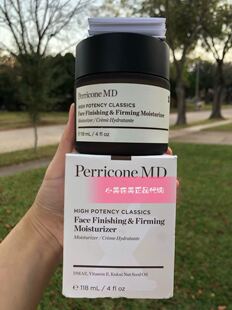 Perricone MD
HIGH POTENCY CLASSICS
Face Finishing & Firming Moisturizer
Moisturizer / Crème Hydratante
118 mL / 4 fl oz
Perricone MD
HIGH POTENCY CLASSICS
Face Finishing & Firming
Moisturizer
Moisturizer / Crème Hydratante
DMAE, Vitamin E, Kukui Nut Seed Oil
e 118 mL / 4 fl oz